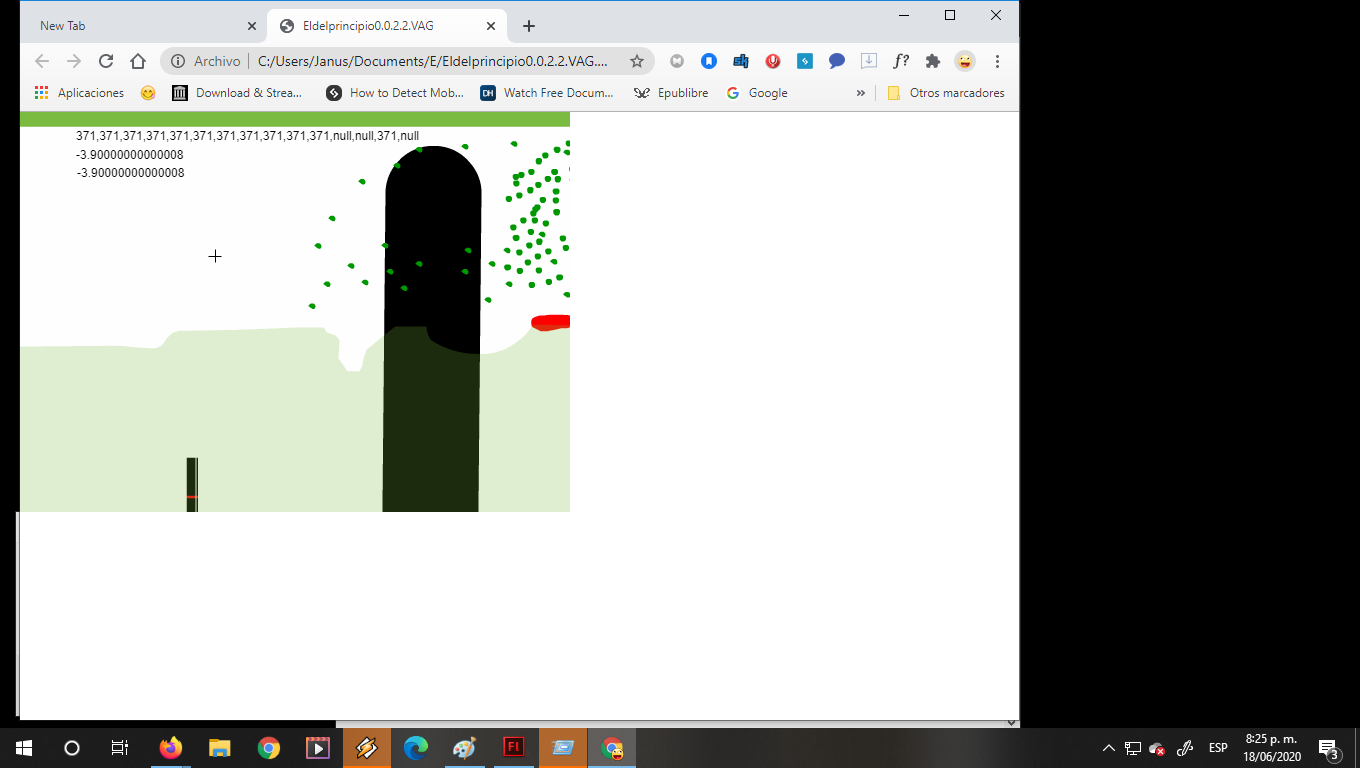 New Tab
Eldelprincipio0.0.2.2.VAG
Archivo
C:/Users/Janus/Documents/E/Eldelprincipio0.0.2.2.VAG....
Aplicaciones
Download & Strea...
How to Detect Mob...
DH
Watch Free Docum...
Epublibre
G
Google
»
Otros marcadores
f?
371,371,371,371,371,371,371,371,371,371,371,null,null,371,null
-3.90000000000008
-3.90000000000008
Fl
ESP
8:25 p. m.
18/06/2020
3